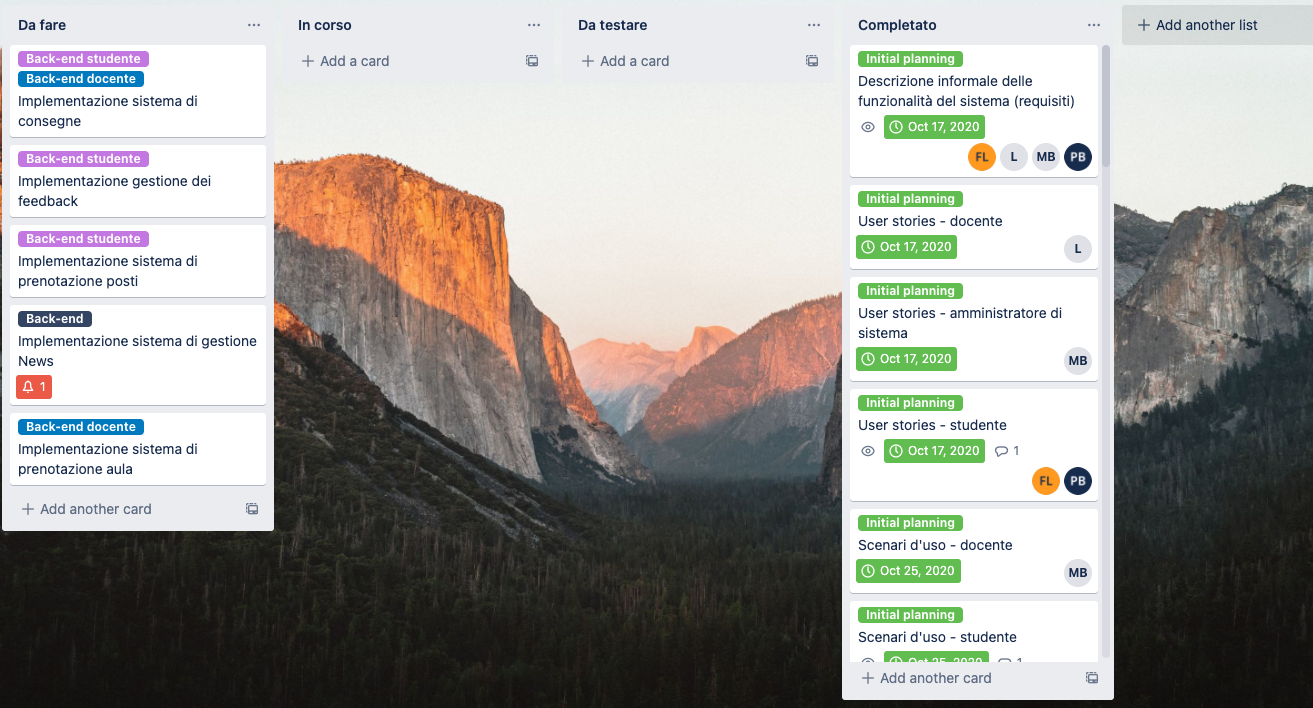 Da fare
Back-end studente
Back-end docente
Implementazione sistema di
consegne
Back-end studente
Implementazione gestione dei
feedback
Back-end studente
Implementazione sistema di
prenotazione posti
Back-end
Implementazione sistema di gestione
News
1
Back-end docente
Implementazione sistema di
prenotazione aula
+ Add another card
In corso
+ Add a card
Da testare
+ Add a card
Completato
Initial planning
Descrizione informale delle
funzionalità del sistema (requisiti)
Oct 17, 2020
FL L MB PB
Initial planning
User stories - docente
Oct 17, 2020
L
Initial planning
User stories - amministratore di
sistema
Oct 17, 2020
MB
Initial planning
User stories - studente
Oct 17, 2020 1
FL PB
Initial planning
Scenari d'uso - docente
Oct 25, 2020
MB
Initial planning
Scenari d'uso - studente
Oct 25, 2020 1
+ Add another card
+ Add another list